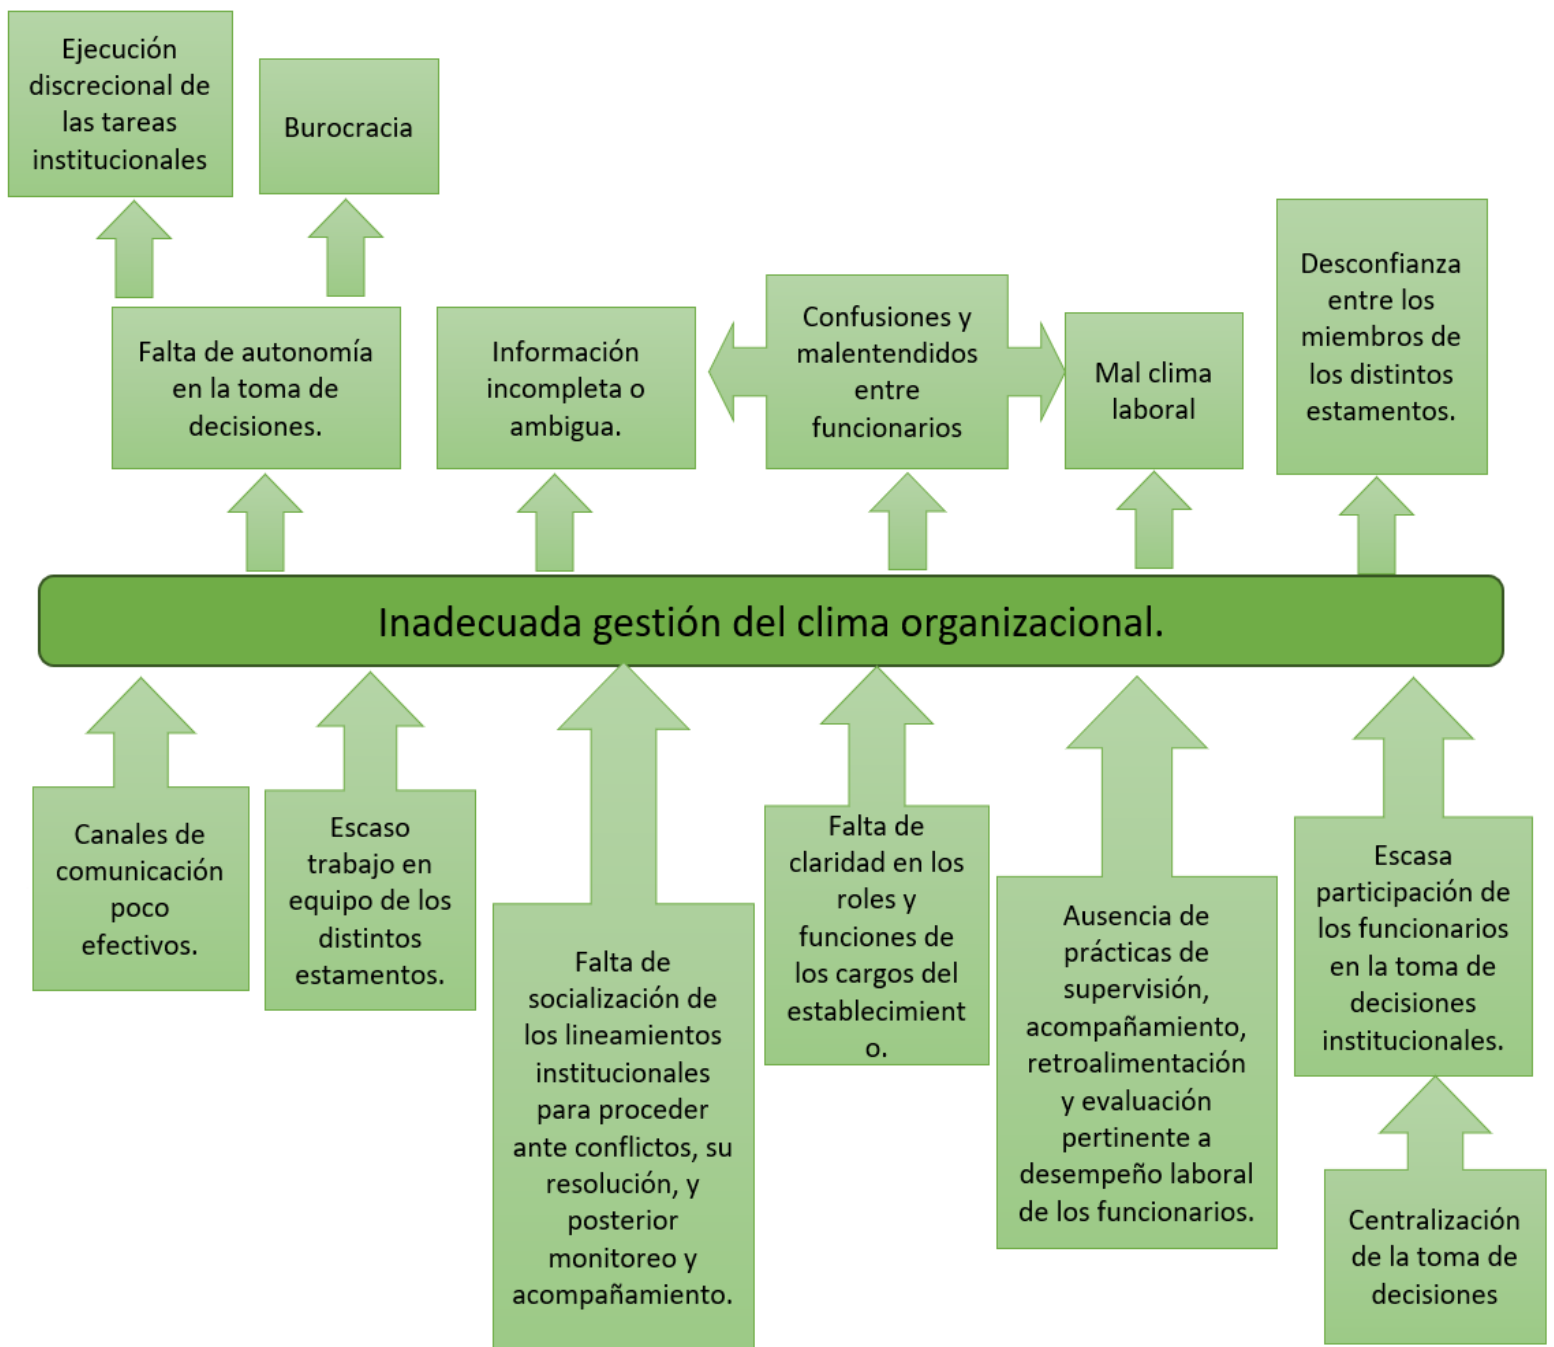 Ejecución
discrecional de
las tareas
institucionales
Burocracia
Falta de autonomía
en la toma de
decisiones.
Información
incompleta o
ambigua.
Confusiones y
malentendidos
entre
funcionarios
Mal clima
laboral
Desconfianza
entre los
miembros de
los distintos
estamentos.
Inadecuada gestión del clima organizacional.
Canales de
comunicación
poco
efectivos.
Escaso
trabajo en
equipo de los
distintos
estamentos.
Falta de
socialización de
los lineamientos
institucionales
para proceder
ante conflictos, su
resolución, y
posterior
monitoreo y
acompañamiento.
Falta de
claridad en los
roles y
funciones de
los cargos del
establecimient
o.
Ausencia de
prácticas de
supervisión,
acompañamiento,
retroalimentación
y evaluación
pertinente a
desempeño laboral
de los funcionarios.
Escasa
participación de
los funcionarios
en la toma de
decisiones
institucionales.
Centralización
de la toma de
decisiones